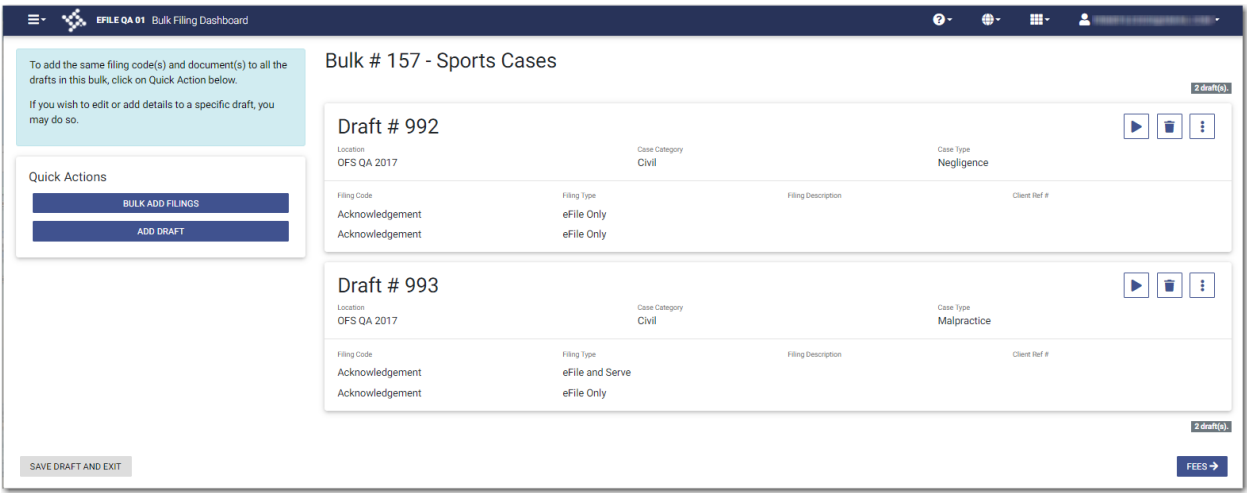 EFILE QA 01 Bulk Filing Dashboard
To add the same filing code(s) and document(s) to all the
drafts in this bulk, click on Quick Action below.
If you wish to edit or add details to a specific draft, you
may do so.
Quick Actions
BULK ADD FILINGS
ADD DRAFT
Bulk # 157 - Sports Cases
2 draft(s).
Draft # 992
Location Case Category Case Type
OFS QA 2017 Civil Negligence
Filing Code Filing Type Filing Description Client Ref #
Acknowledgement eFile Only
Acknowledgement eFile Only
Draft # 993
Location Case Category Case Type
OFS QA 2017 Civil Malpractice
Filing Code Filing Type Filing Description Client Ref #
Acknowledgement eFile and Serve
Acknowledgement eFile Only
2 draft(s).
SAVE DRAFT AND EXIT
FEES